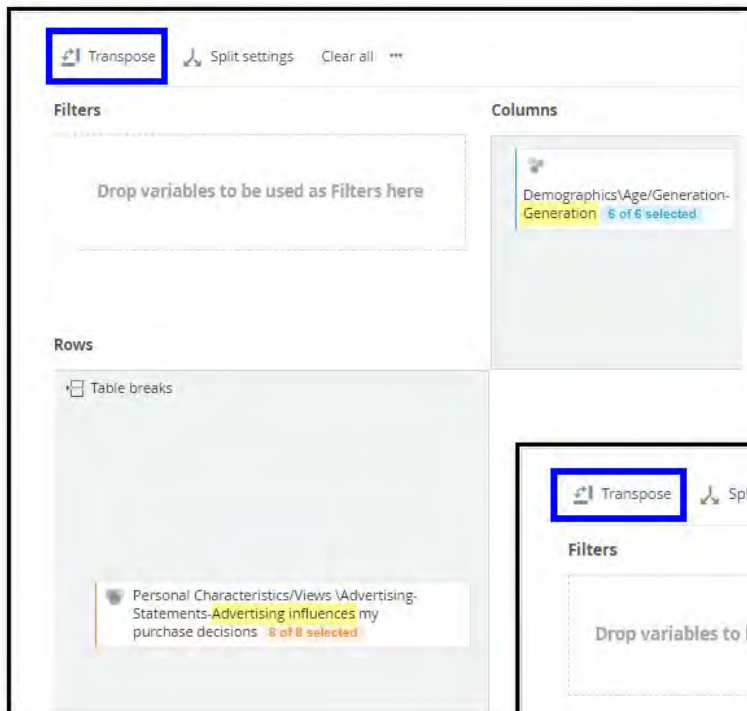 Transpose Split settings Clear all ...
Filters
Columns
Drop variables to be used as Filters here
Demographics\Age/Generation-
Generation 6 of 6 selected
Rows
Table breaks
Personal Characteristics/Views \Advertising-
Statements-Advertising influences my
purchase decisions 8 of 8 selected
Transpose Spl
Filters
Drop variables to